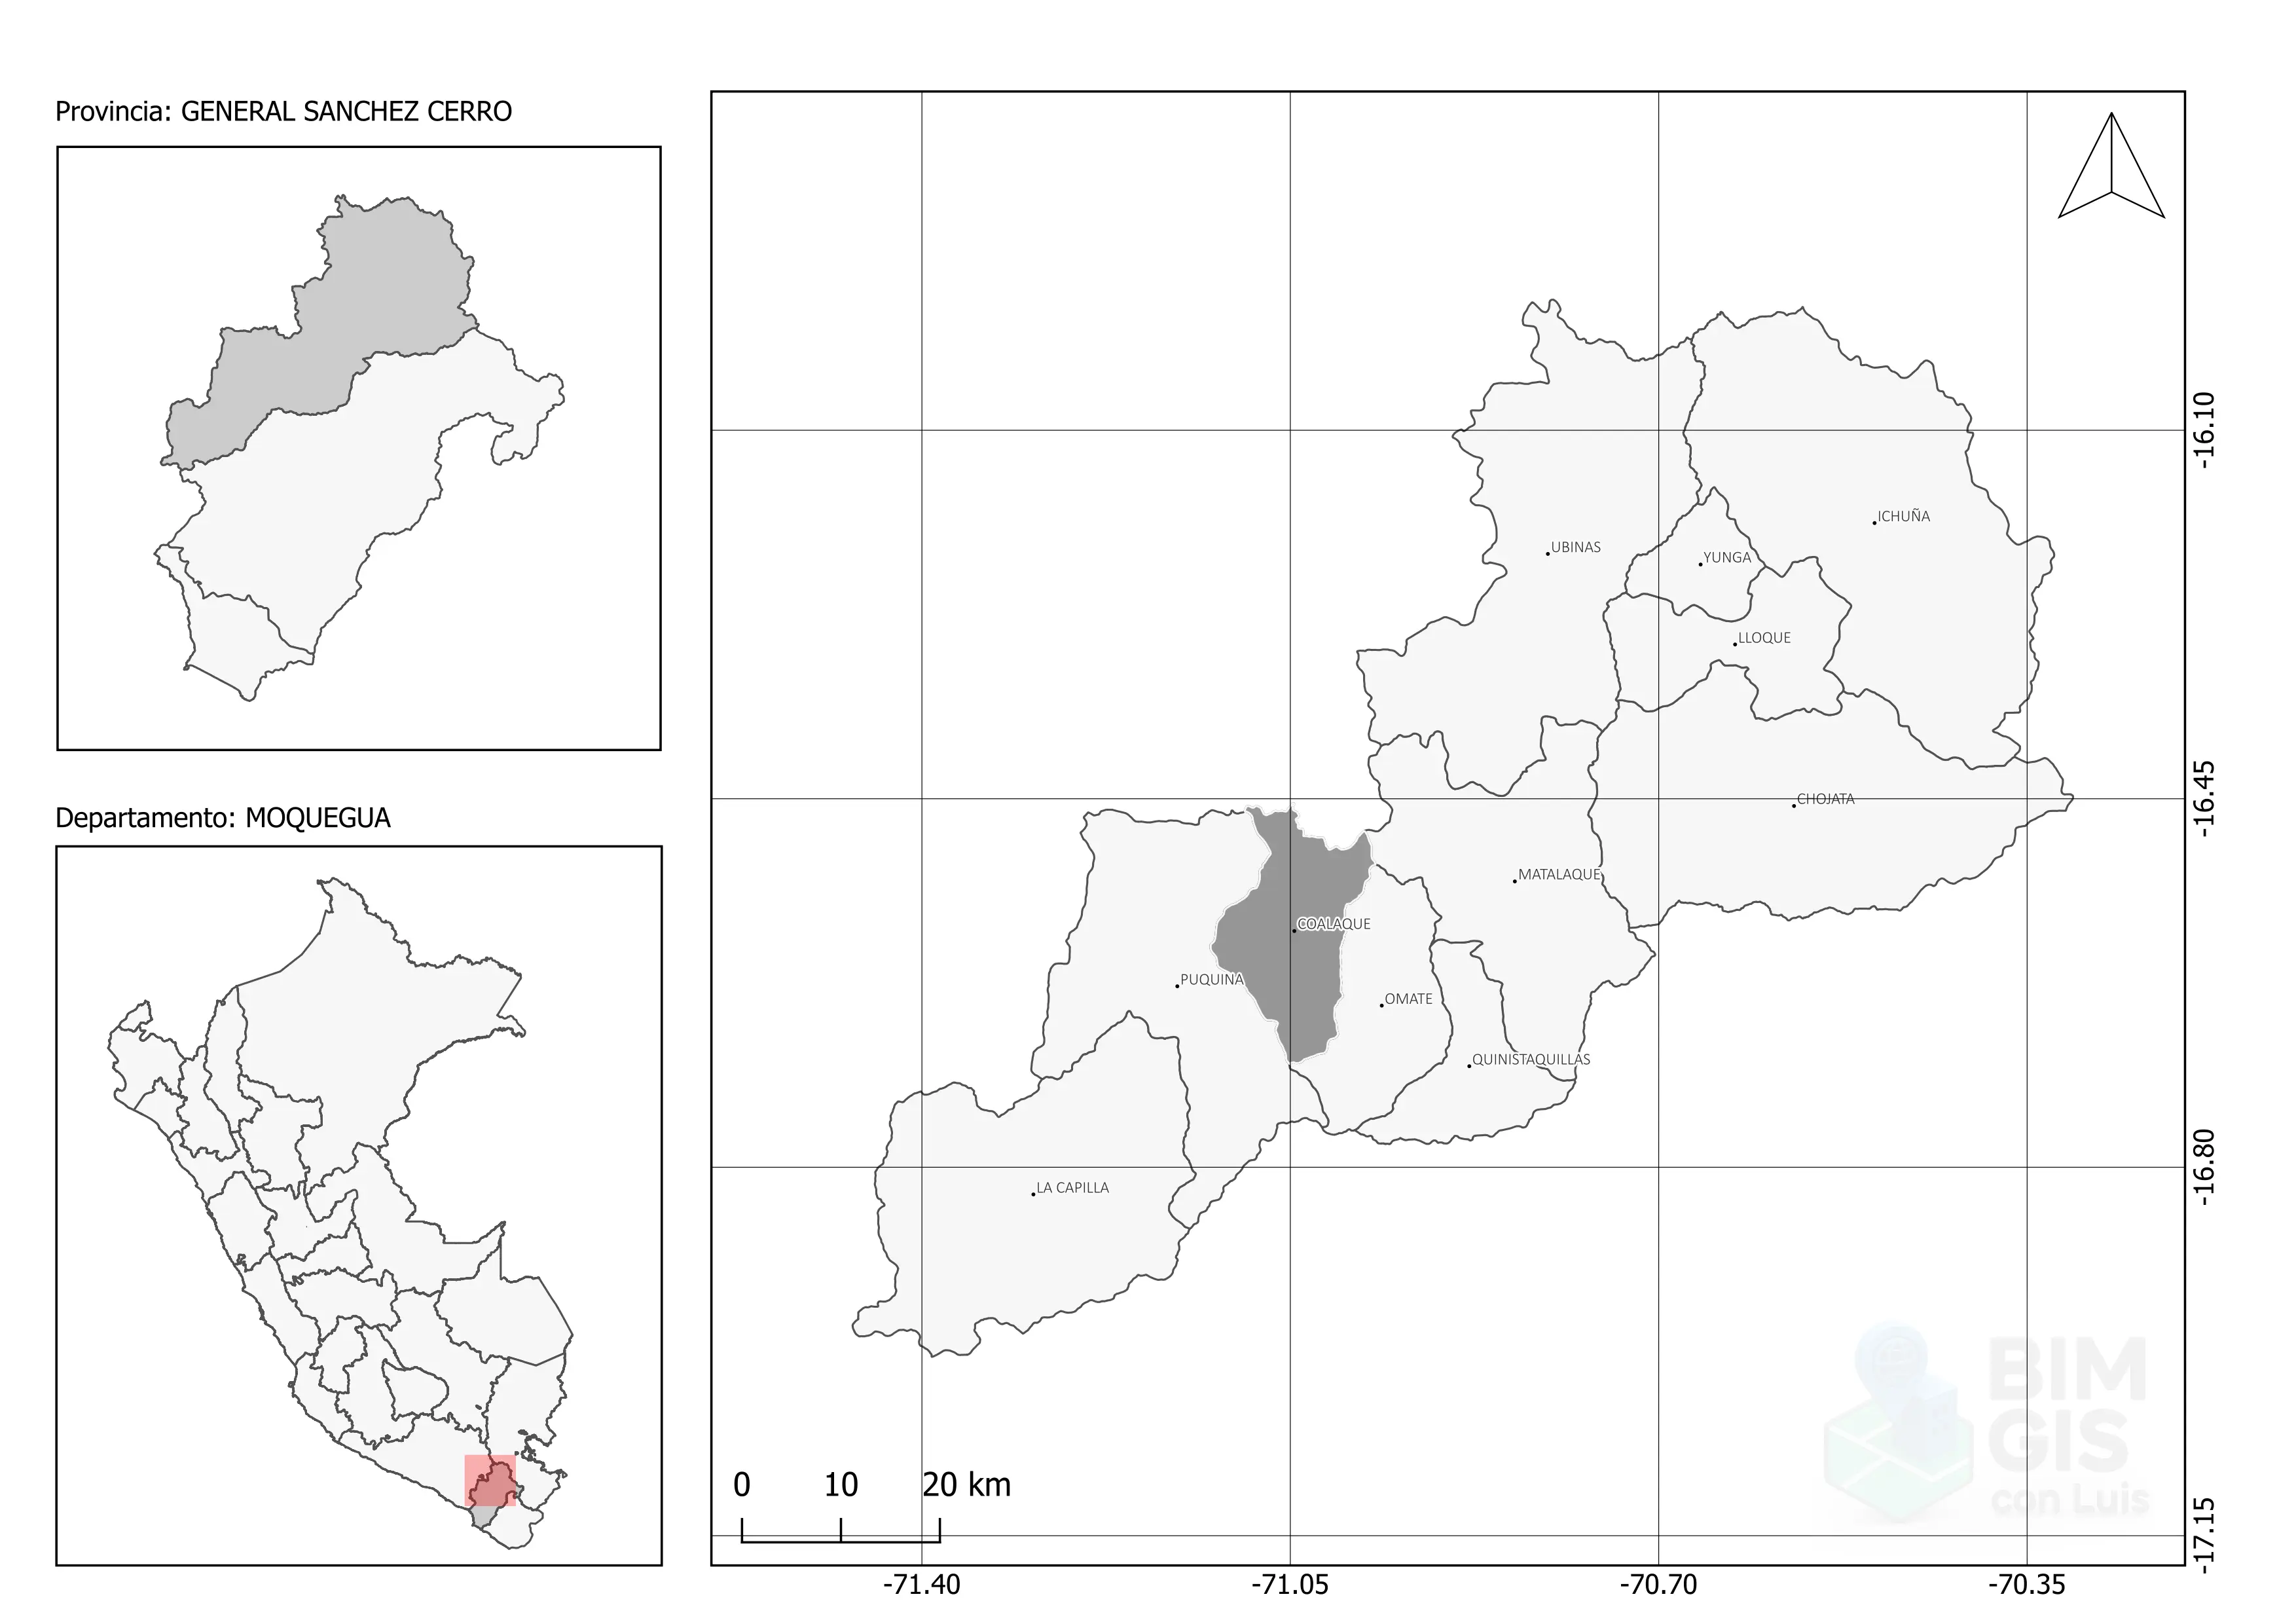 Provincia: GENERAL SANCHEZ CERRO
Departamento: MOQUEGUA
ICHUÑA
UBINAS
YUNGA
LLOQUE
CHOJATA
MATALAQUE
COALAQUE
PUQUINA
OMATE
QUINISTAQUILLAS
LA CAPILLA
-16.10
-16.45
-16.80
-17.15
0 10 20 km
-71.40 -71.05 -70.70 -70.35
BIM
GIS
con Luis